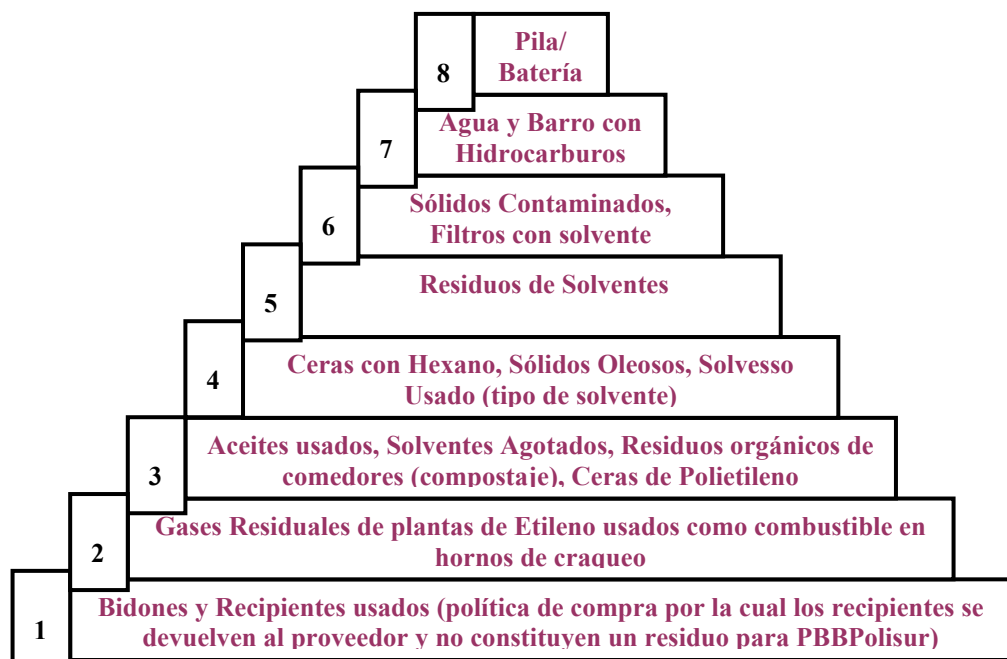 8
Pila/
Batería
7
Agua y Barro con
Hidrocarburos
6
Sólidos Contaminados,
Filtros con solvente
5
Residuos de Solventes
4
Ceras con Hexano, Sólidos Oleosos, Solvesso
Usado (tipo de solvente)
3
Aceites usados, Solventes Agotados, Residuos orgánicos de
comedores (compostaje), Ceras de Polietileno
2
Gases Residuales de plantas de Etileno usados como combustible en
hornos de craqueo
1
Bidones y Recipientes usados (política de compra por la cual los recipientes se
devuelven al proveedor y no constituyen un residuo para PBBPolisur)